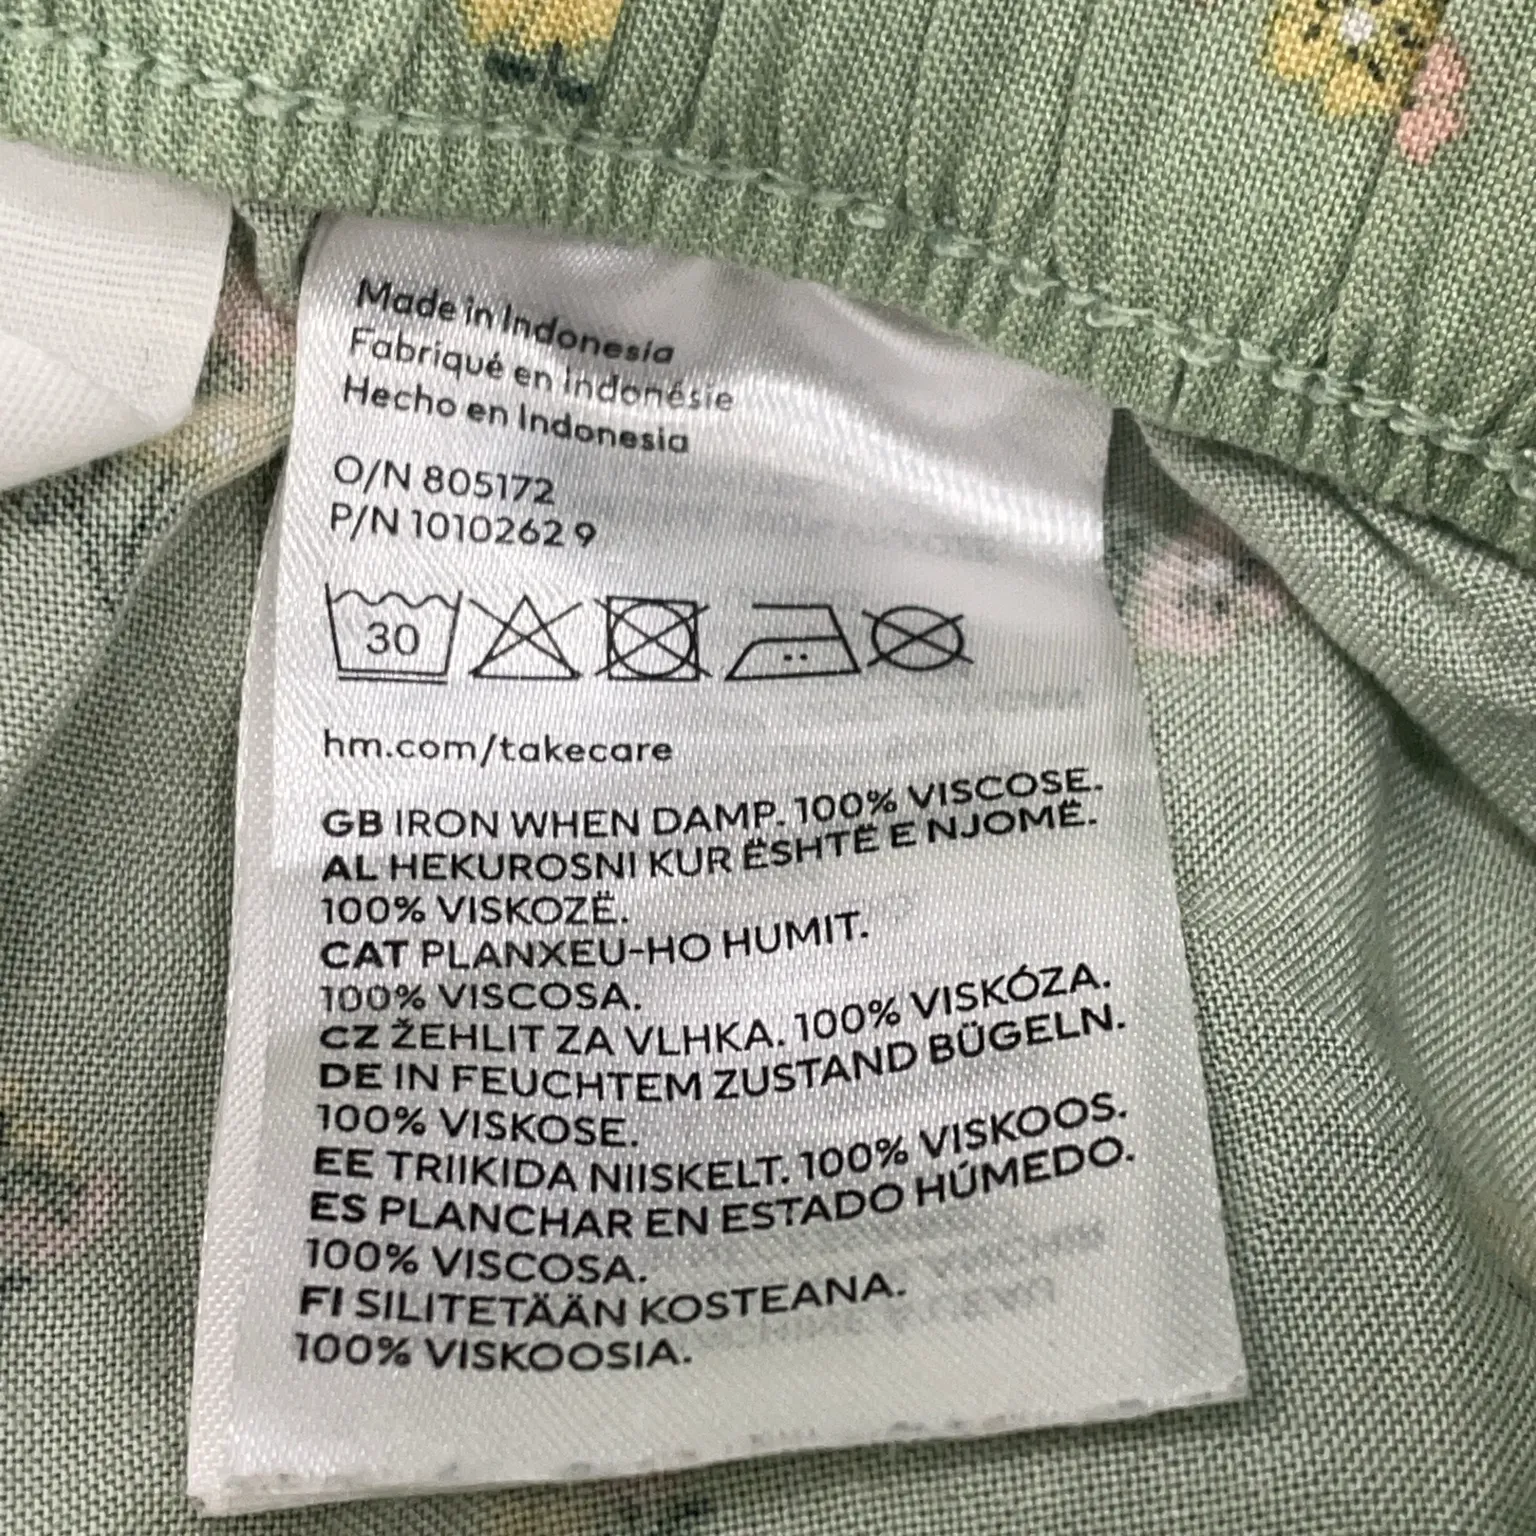 Made in Indonesia
Fabriqué en Indonésie
Hecho en Indonesia
O/N 805172
P/N 1010262 9
30
hm.com/takecare
GB IRON WHEN DAMP. 100% VISCOSE.
AL HEKUROSNI KUR ËSHTË E NJOMË.
100% VISKOZË.
CAT PLANXEU-HO HUMIT.
100% VISCOSA.
CZ ŽEHLIT ZA VLHKA. 100% VISKÓZA.
DE IN FEUCHTEM ZUSTAND BÜGELN.
100% VISKOSE.
EE TRIIKIDA NIISKELT. 100% VISKOOS.
ES PLANCHAR EN ESTADO HÚMEDO.
100% VISCOSA.
FI SILITETÄÄN KOSTEANA.
100% VISKOOSIA.